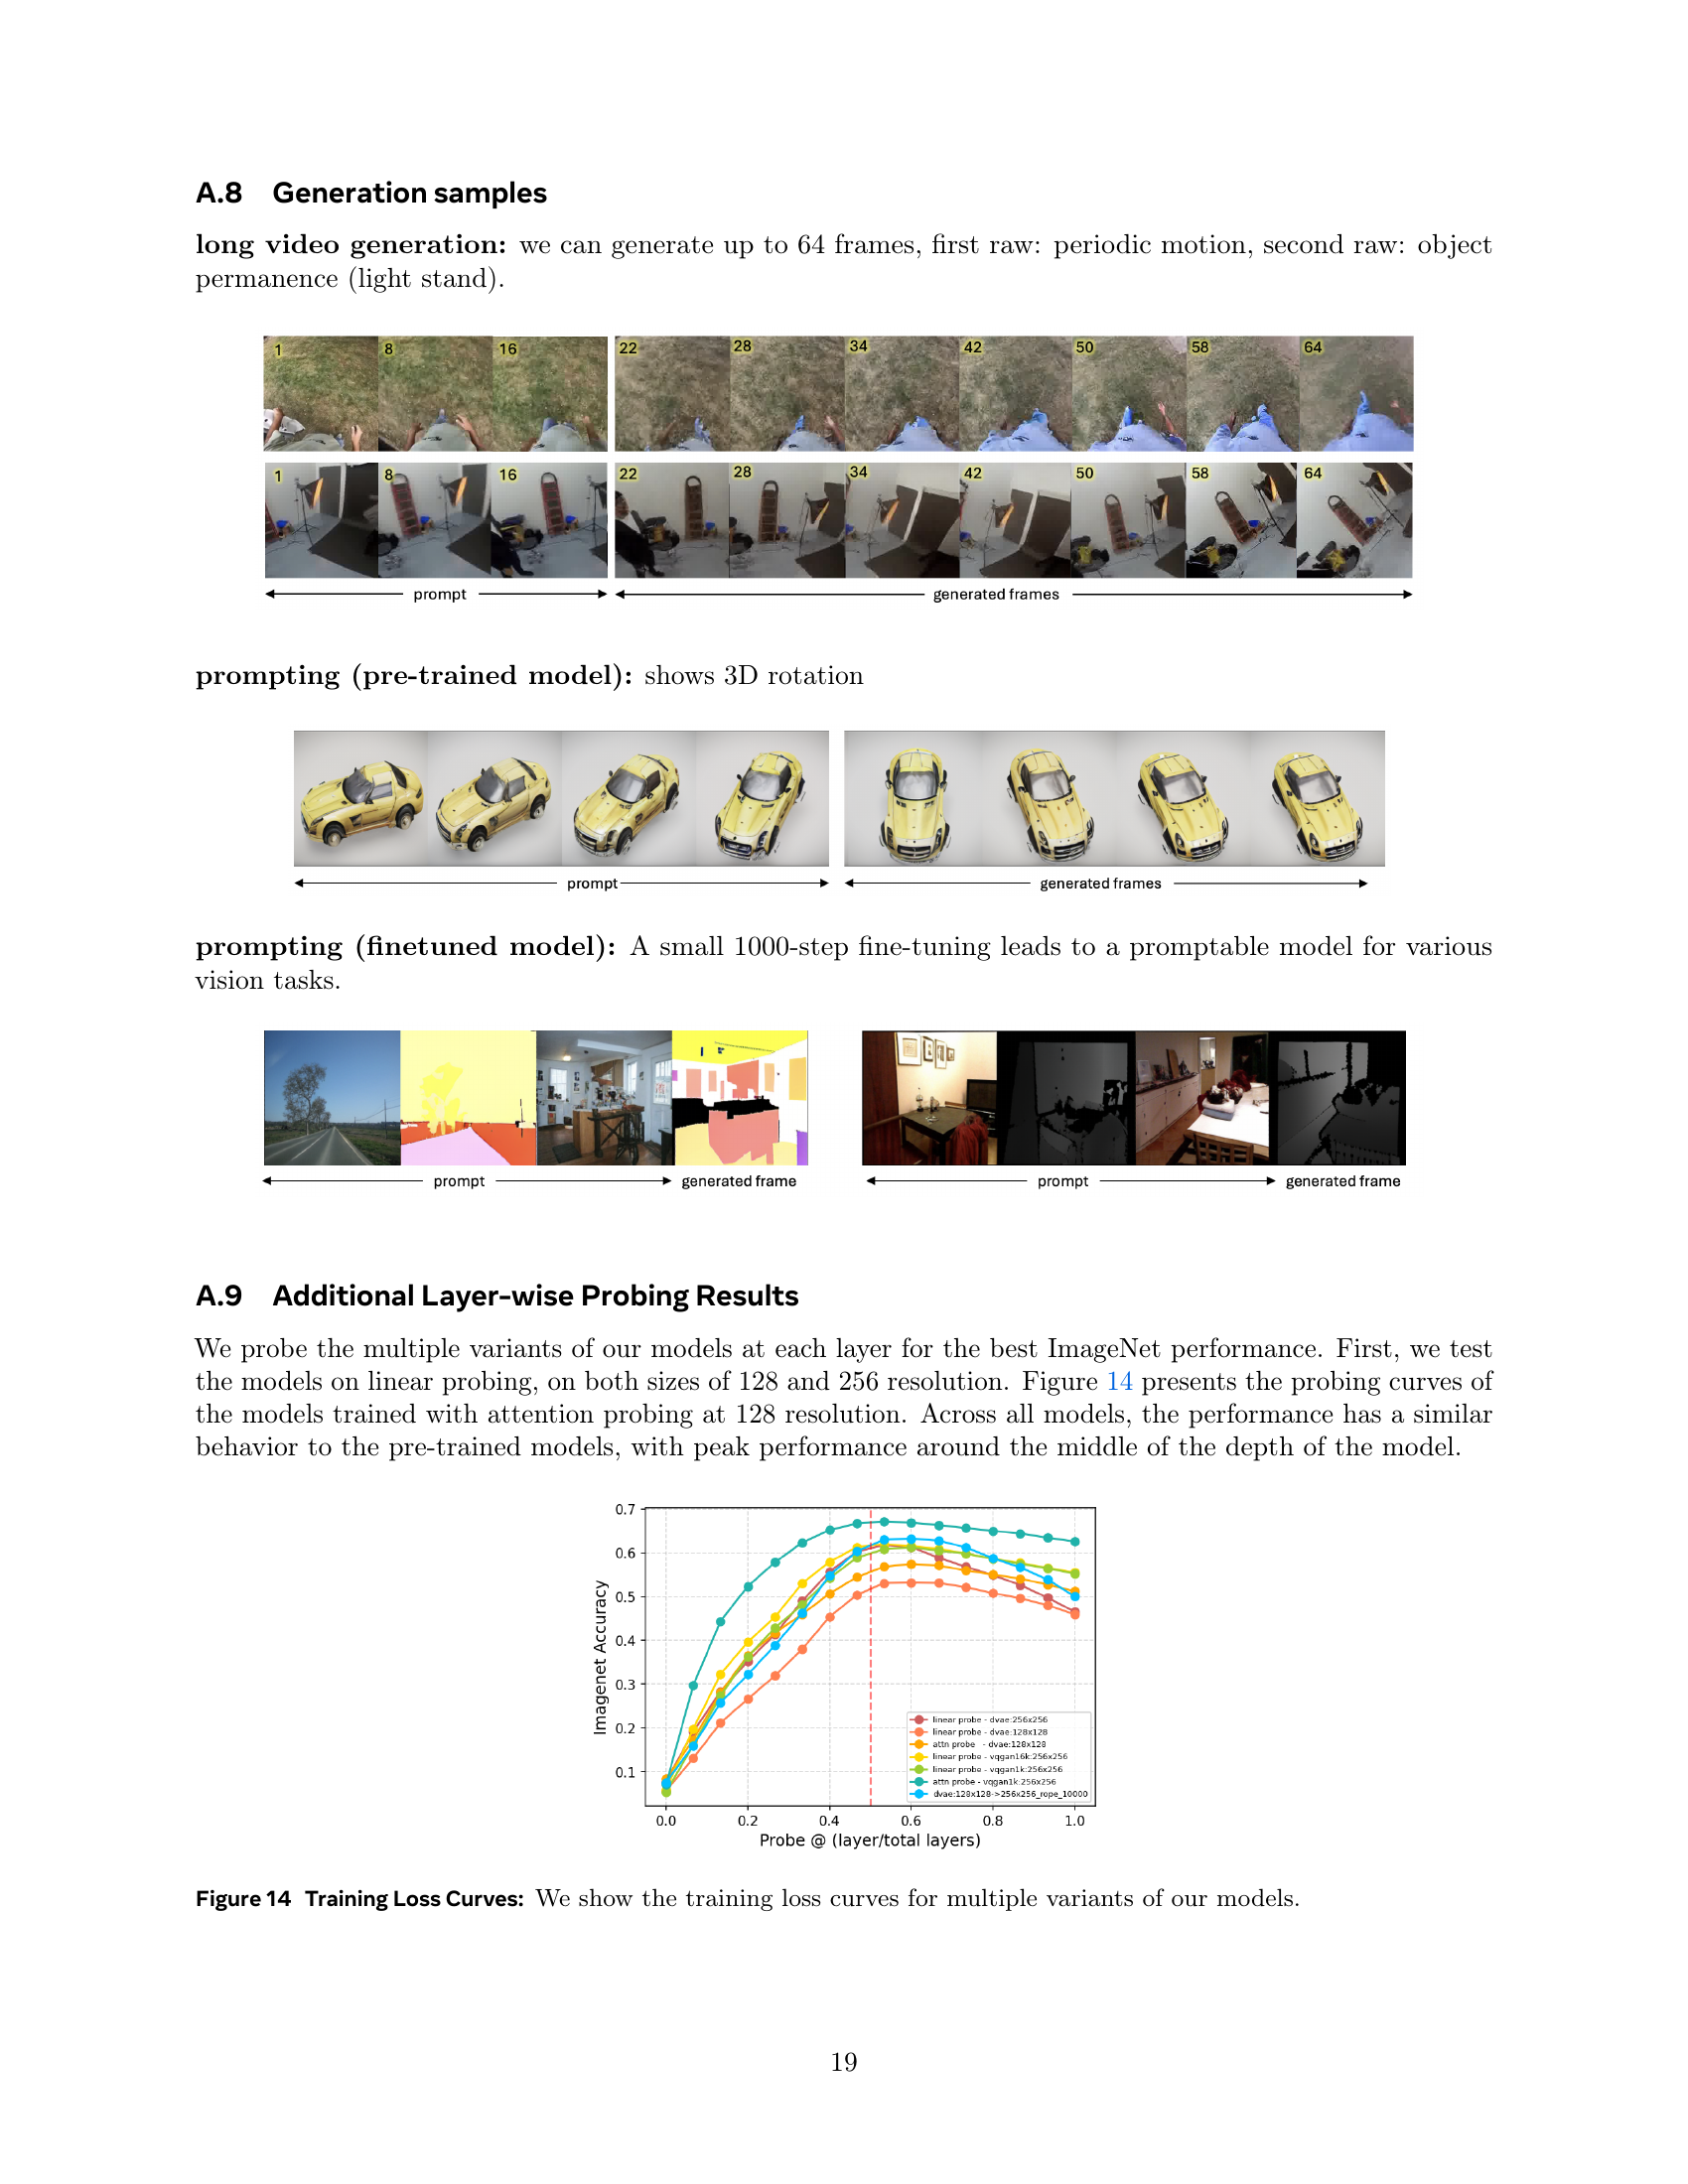 A.8 Generation samples
long video generation: we can generate up to 64 frames, first raw: periodic motion, second raw: object
permanence (light stand).
1 8 16 22 28 34 42 50 58 64
1 8 16 22 28 34 42 50 58 64
prompt generated frames
prompting (pre-trained model): shows 3D rotation
prompt generated frames
prompting (finetuned model): A small 1000-step fine-tuning leads to a promptable model for various
vision tasks.
prompt generated frame prompt generated frame
A.9 Additional Layer-wise Probing Results
We probe the multiple variants of our models at each layer for the best ImageNet performance. First, we test
the models on linear probing, on both sizes of 128 and 256 resolution. Figure 14 presents the probing curves of
the models trained with attention probing at 128 resolution. Across all models, the performance has a similar
behavior to the pre-trained models, with peak performance around the middle of the depth of the model.
0.7
0.6
0.5
0.4
0.3
0.2
0.1
Imagenet Accuracy
linear probe - dvae:256x256
linear probe - dvae:128x128
attn probe - dvae:128x128
linear probe - vqgan16k:256x256
linear probe - vqgan1k:256x256
attn probe - vqgan1k:256x256
dvae:128x128->256x256_rope_10000
0.0 0.2 0.4 0.6 0.8 1.0
Probe @ (layer/total layers)
Figure 14 Training Loss Curves: We show the training loss curves for multiple variants of our models.
19